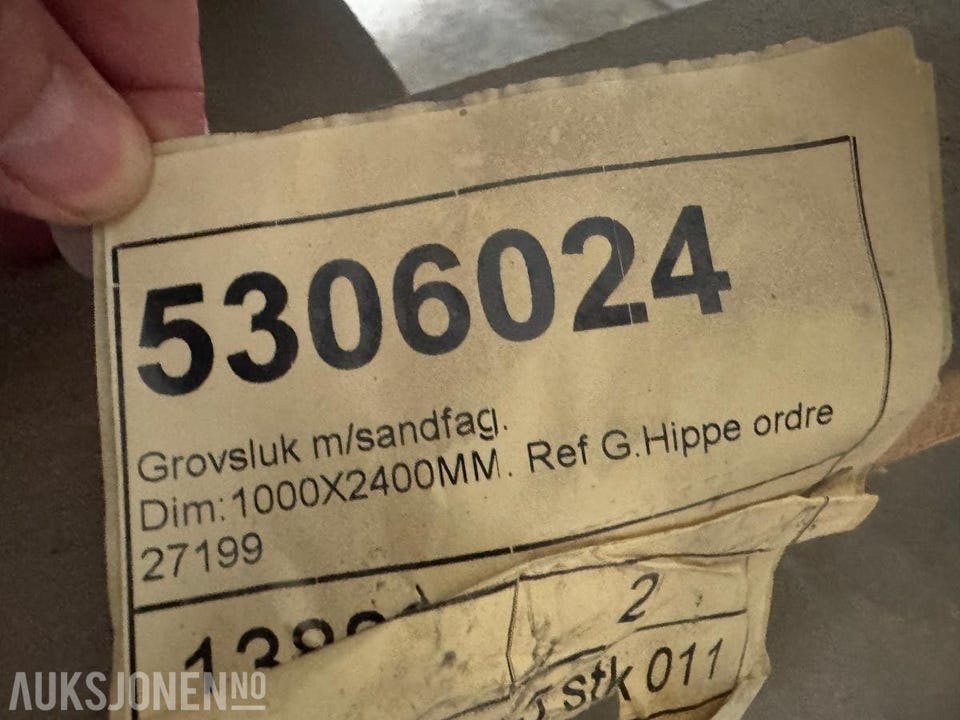 5306024
Grovsluk m/sandfag.
Dim:1000X2400MM. Ref G.Hippe ordre
27199
2
stk 011
AUKSJONEN.NO